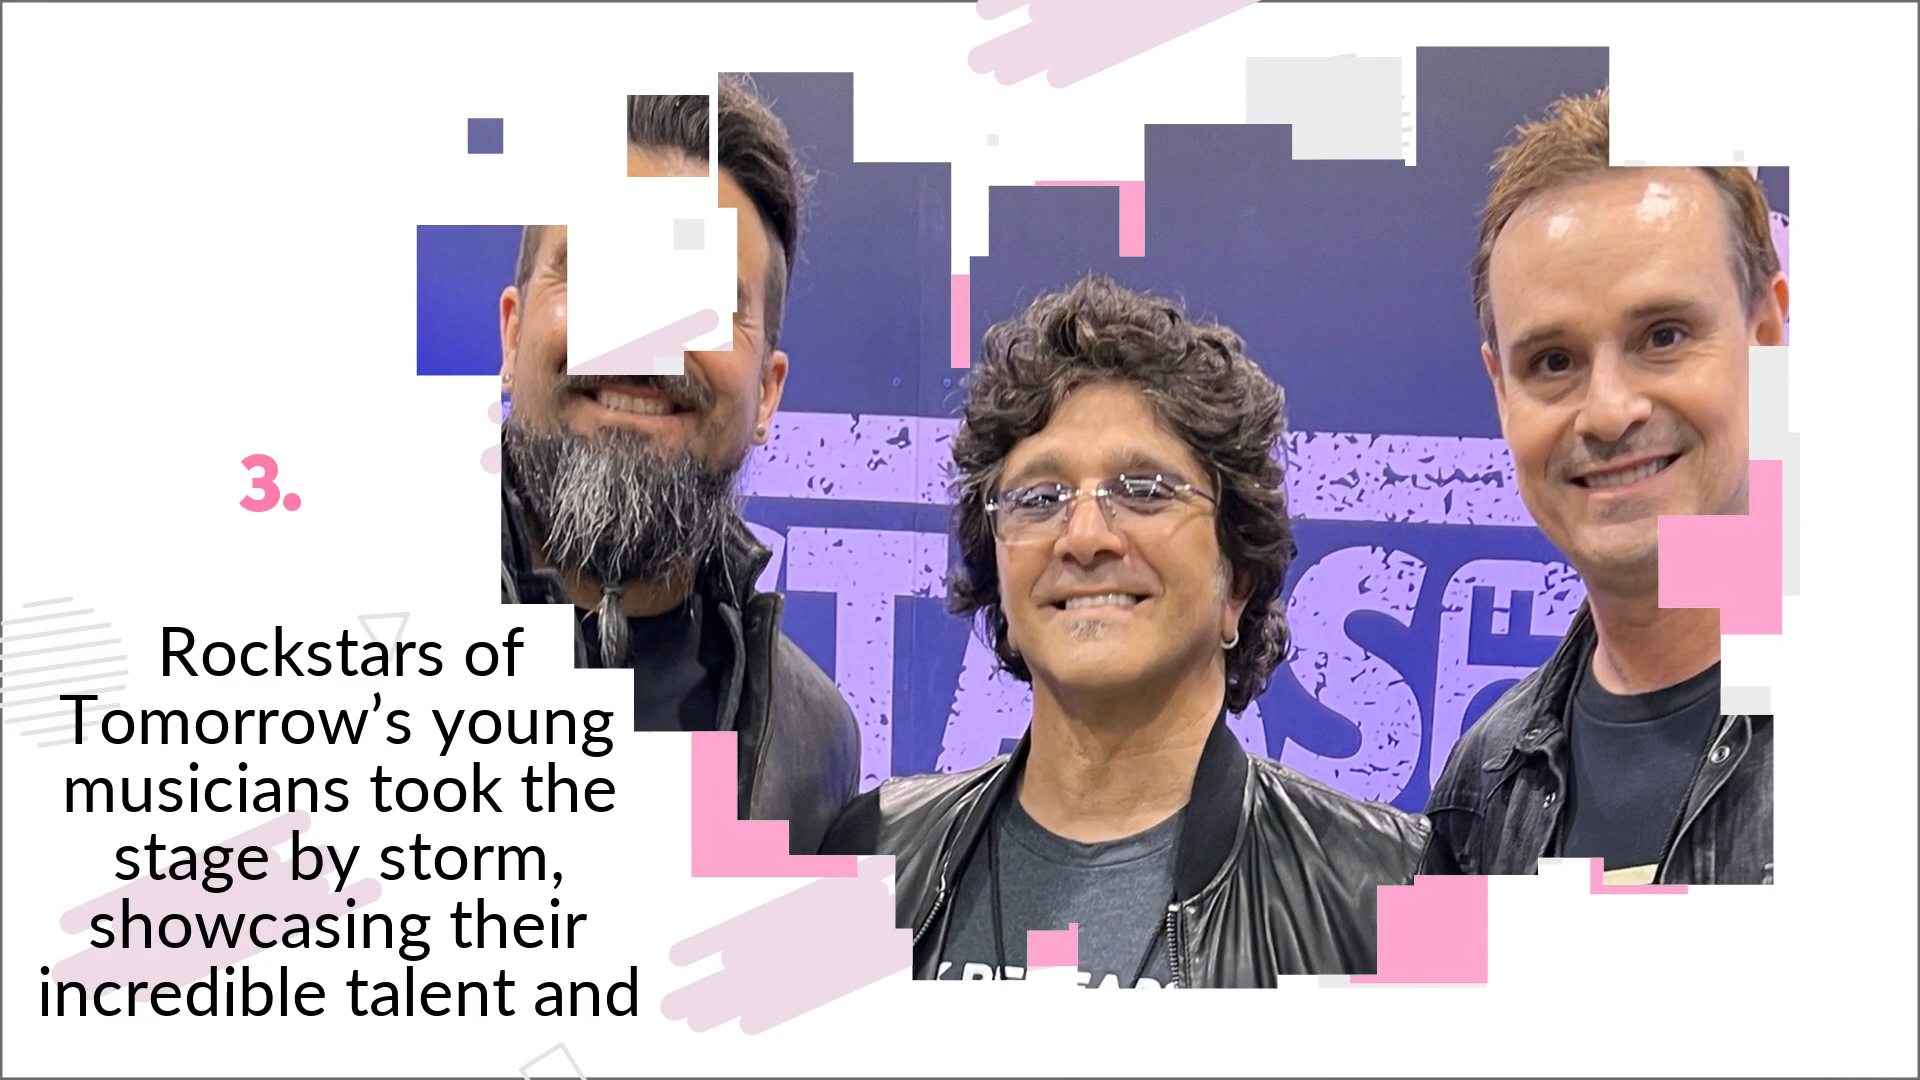 3.
Rockstars of
Tomorrow’s young
musicians took the
stage by storm,
showcasing their
incredible talent and